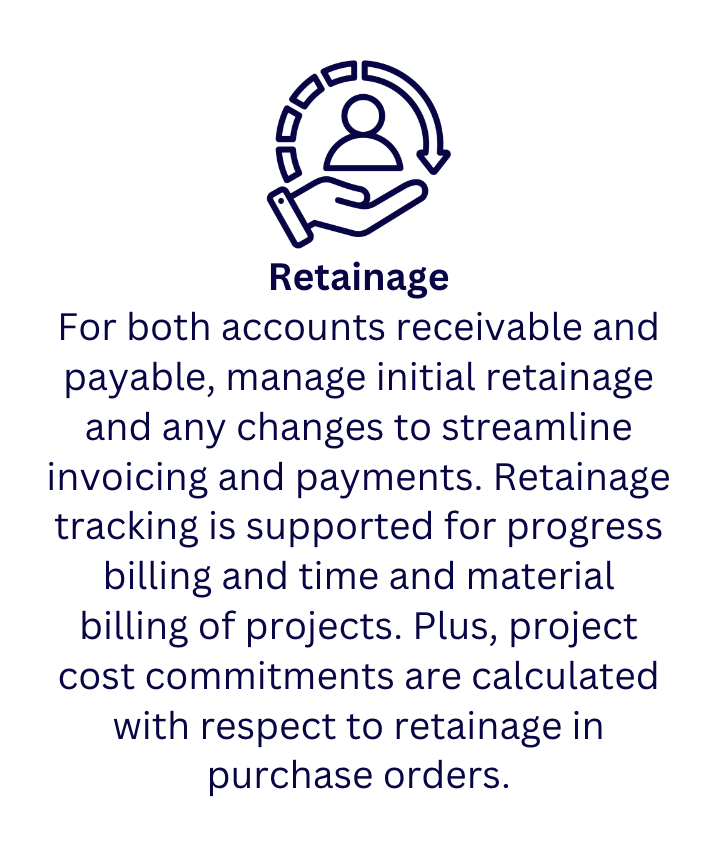 Retainage
For both accounts receivable and
payable, manage initial retainage
and any changes to streamline
invoicing and payments. Retainage
tracking is supported for progress
billing and time and material
billing of projects. Plus, project
cost commitments are calculated
with respect to retainage in
purchase orders.